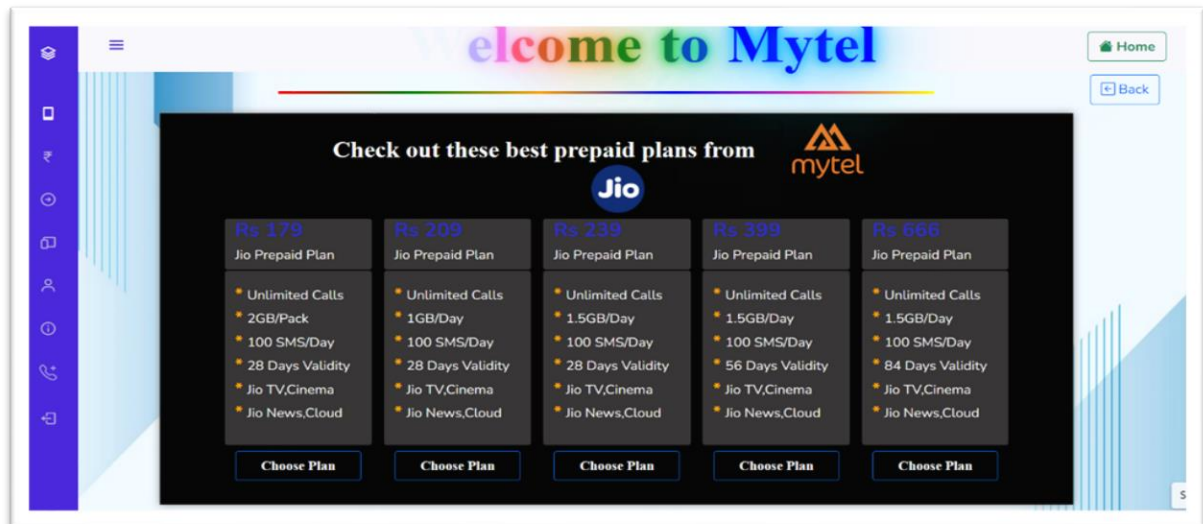 Welcome to Mytel
Home
Back
Check out these best prepaid plans from
mytel
Jio
Rs 179
Jio Prepaid Plan
* Unlimited Calls
* 2GB/Pack
* 100 SMS/Day
* 28 Days Validity
* Jio TV,Cinema
* Jio News,Cloud
Choose Plan
Rs 209
Jio Prepaid Plan
* Unlimited Calls
* 1GB/Day
* 100 SMS/Day
* 28 Days Validity
* Jio TV,Cinema
* Jio News,Cloud
Choose Plan
Rs 239
Jio Prepaid Plan
* Unlimited Calls
* 1.5GB/Day
* 100 SMS/Day
* 28 Days Validity
* Jio TV,Cinema
* Jio News,Cloud
Choose Plan
Rs 399
Jio Prepaid Plan
* Unlimited Calls
* 1.5GB/Day
* 100 SMS/Day
* 56 Days Validity
* Jio TV,Cinema
* Jio News,Cloud
Choose Plan
Rs 666
Jio Prepaid Plan
* Unlimited Calls
* 1.5GB/Day
* 100 SMS/Day
* 84 Days Validity
* Jio TV,Cinema
* Jio News,Cloud
Choose Plan
S